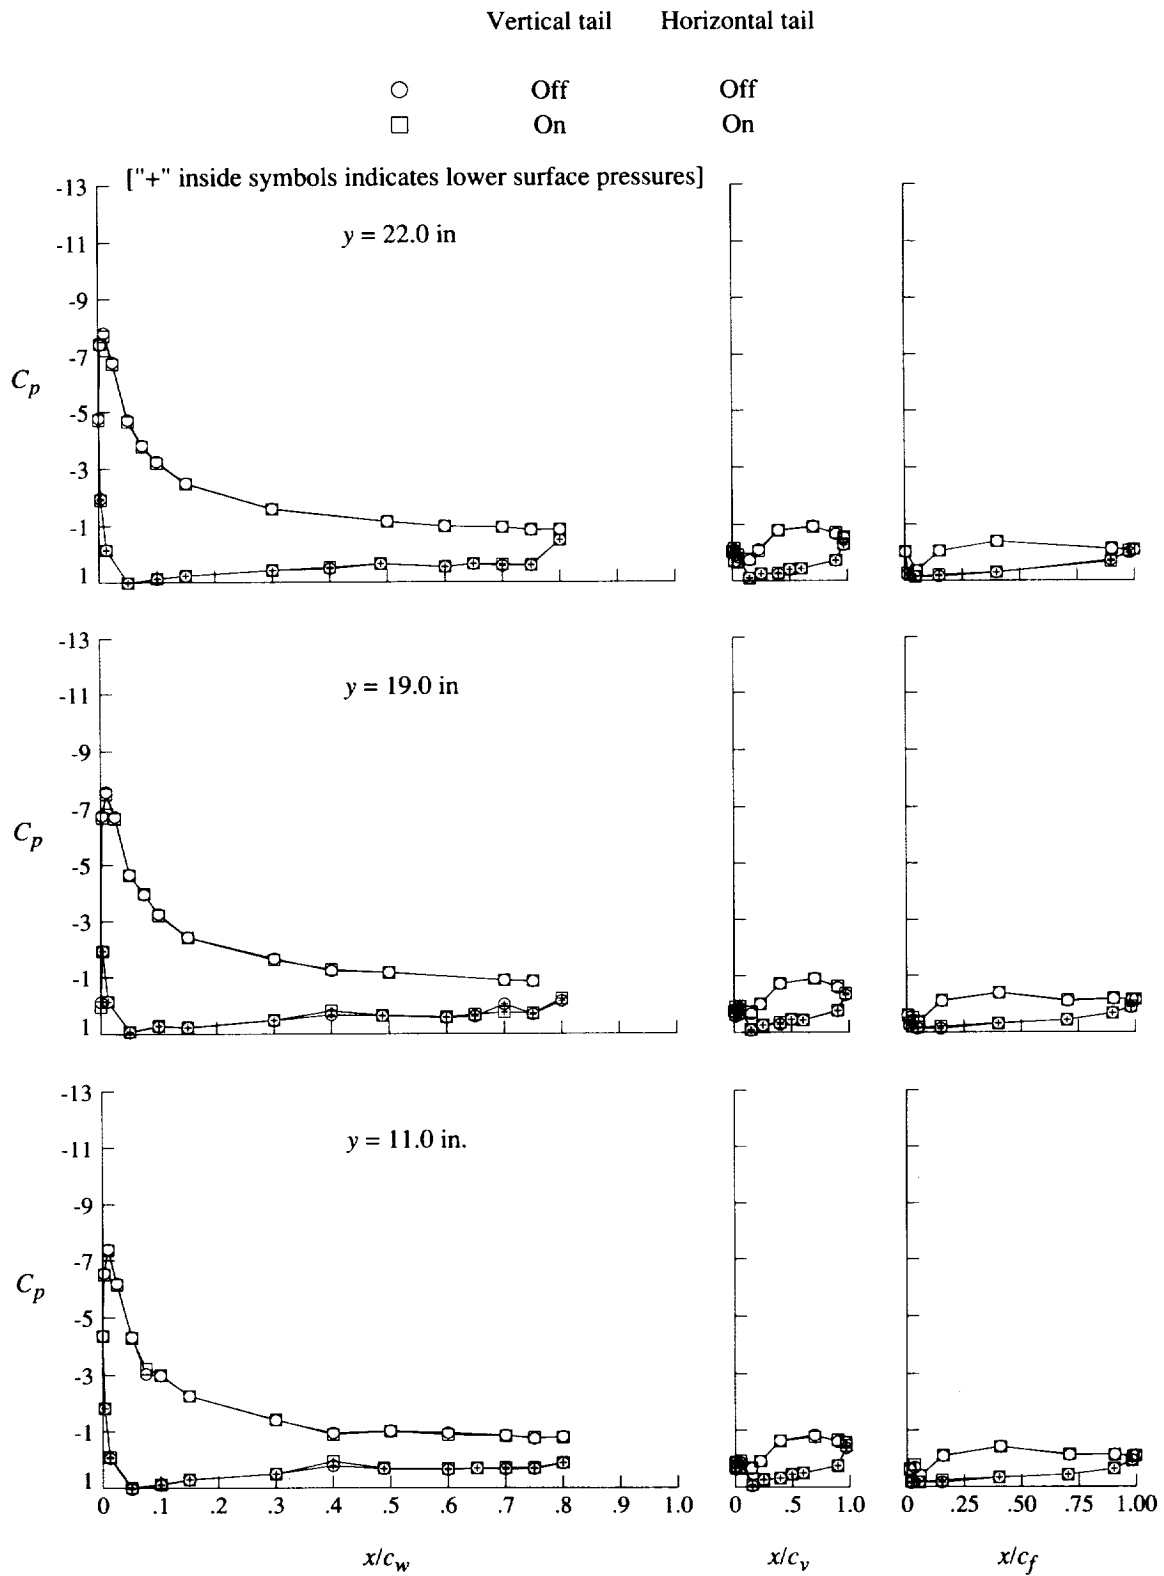 Vertical tail Horizontal tail
Off Off
On On
["+" inside symbols indicates lower surface pressures]
y = 22.0 in
-13
-11
-9
-7
-5
-3
-1
1
C_p
y = 19.0 in
-13
-11
-9
-7
-5
-3
-1
1
C_p
y = 11.0 in.
-13
-11
-9
-7
-5
-3
-1
1
C_p
0 .1 .2 .3 .4 .5 .6 .7 .8 .9 1.0
0 .5 1.0
0 .25 .50 .75 1.00
x/c_w
x/c_v
x/c_f